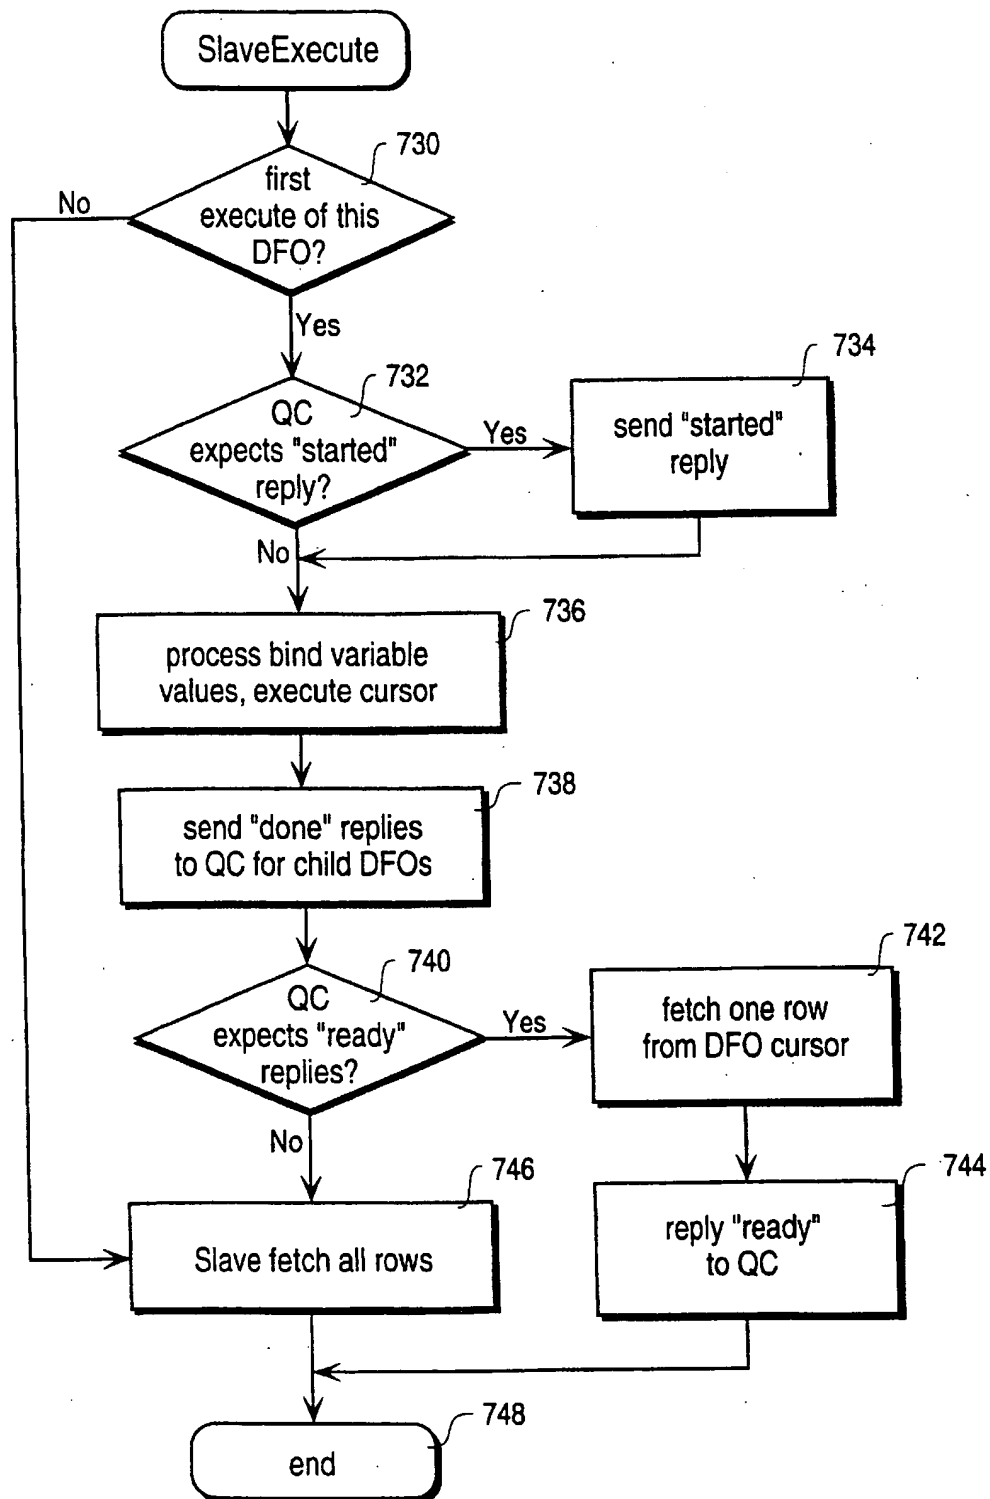 SlaveExecute
730
first
execute of this
DFO?
No
Yes
732
QC
expects "started"
reply?
Yes
734
send "started"
reply
No
736
process bind variable
values, execute cursor
738
send "done" replies
to QC for child DFOs
740
QC
expects "ready"
replies?
Yes
742
fetch one row
from DFO cursor
No
744
reply "ready"
to QC
746
Slave fetch all rows
748
end